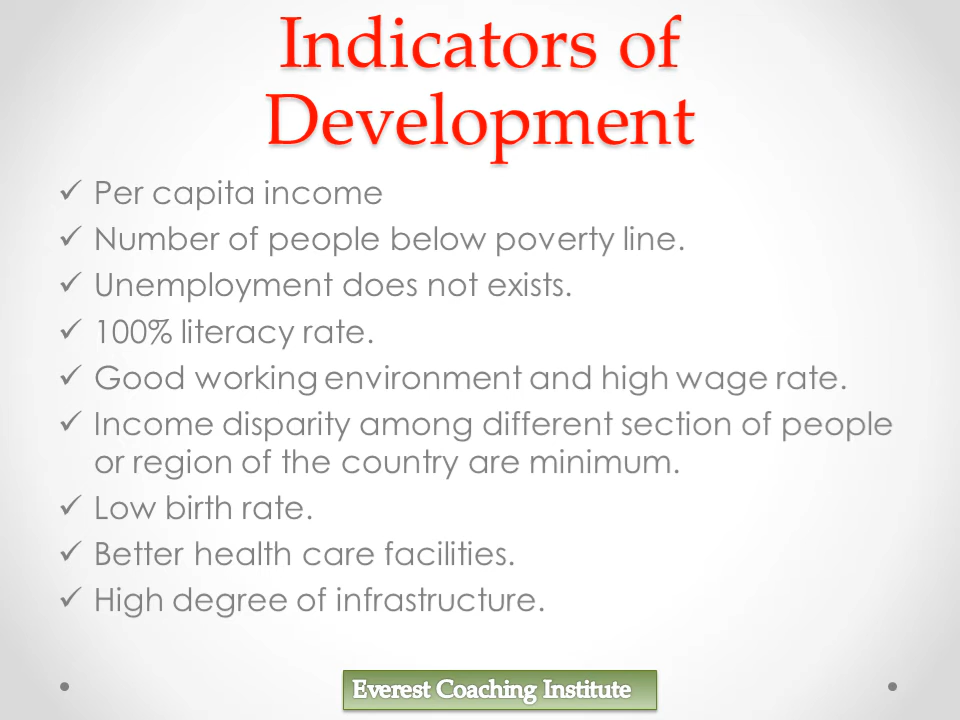 Indicators of
Development
✓ Per capita income
✓ Number of people below poverty line.
✓ Unemployment does not exists.
✓ 100% literacy rate.
✓ Good working environment and high wage rate.
✓ Income disparity among different section of people
or region of the country are minimum.
✓ Low birth rate.
✓ Better health care facilities.
✓ High degree of infrastructure.
Everest Coaching Institute